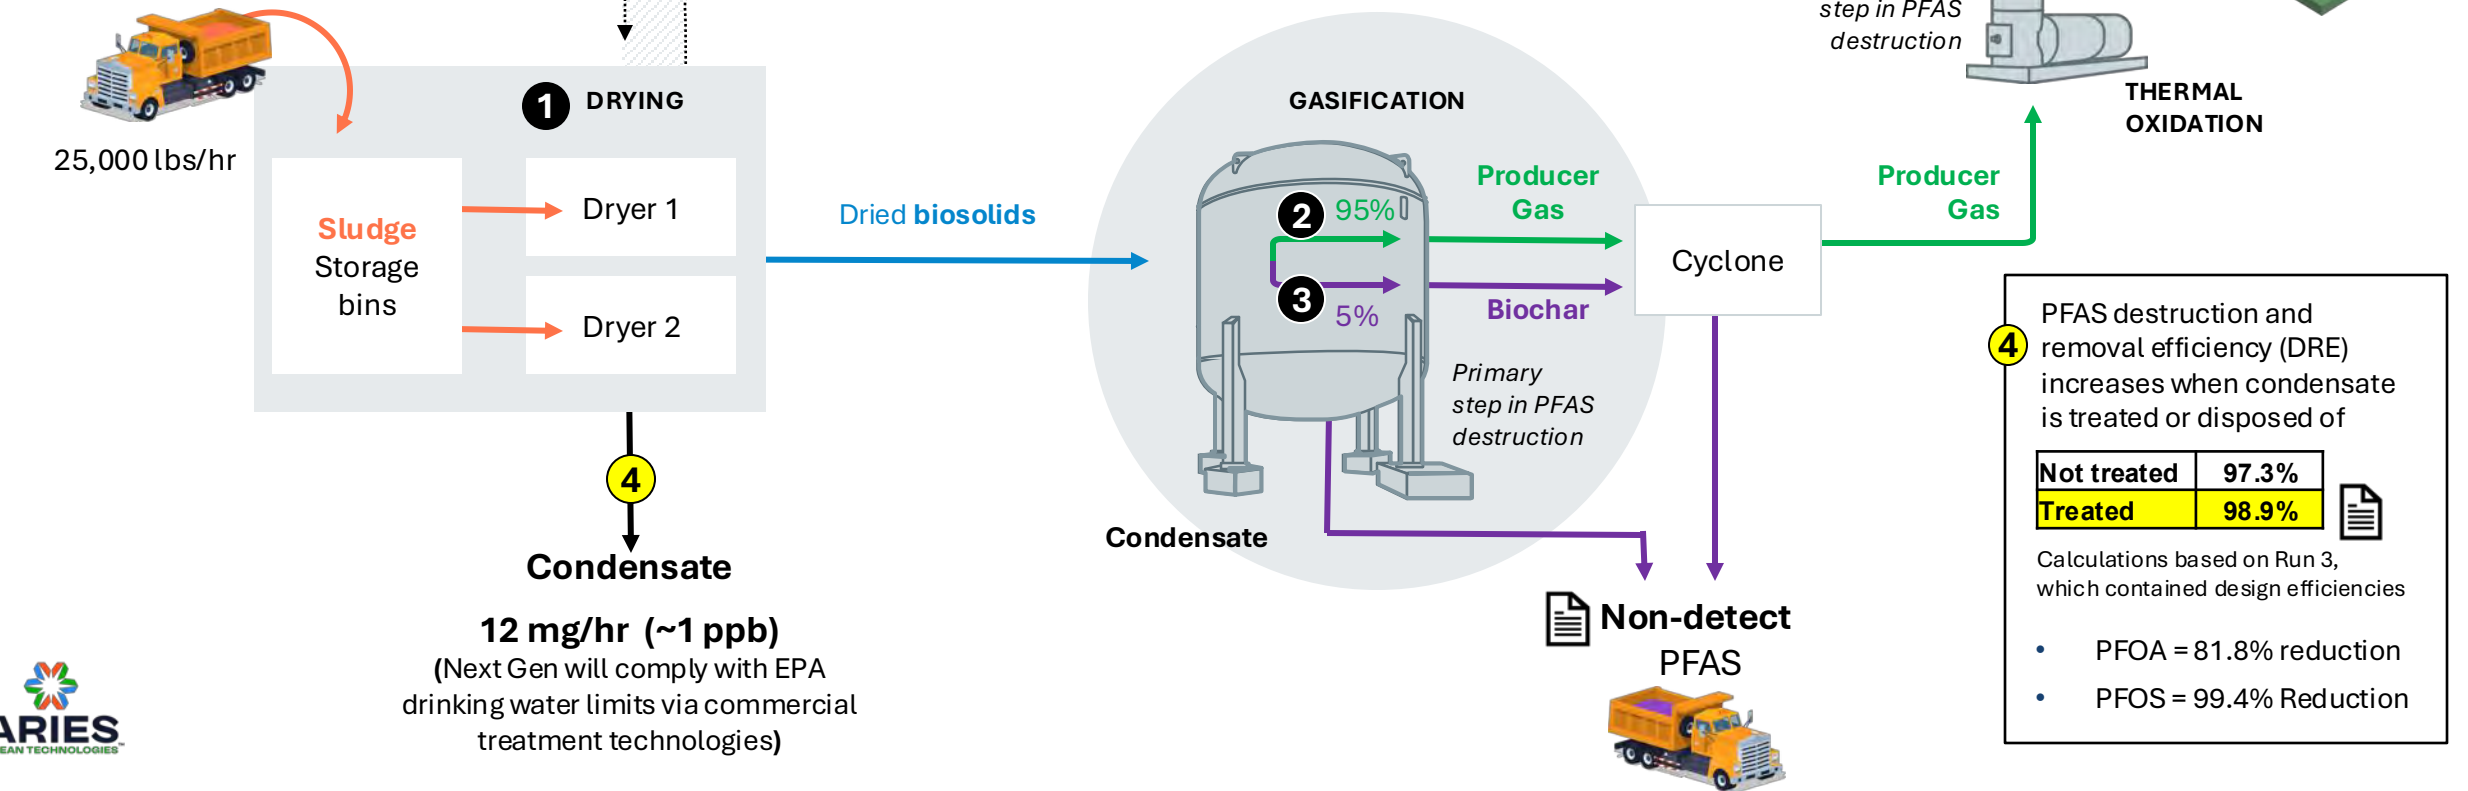 step in PFAS
destruction
THERMAL
OXIDATION
25,000 lbs/hr
1 DRYING
Sludge
Storage
bins
Dryer 1
Dryer 2
Dried biosolids
GASIFICATION
2 95%
3 5%
Producer
Gas
Biochar
Primary
step in PFAS
destruction
Cyclone
Producer
Gas
4
Condensate
12 mg/hr (~1 ppb)
(Next Gen will comply with EPA
drinking water limits via commercial
treatment technologies)
Condensate
Non-detect
PFAS
4
PFAS destruction and
removal efficiency (DRE)
increases when condensate
is treated or disposed of
Not treated 97.3%
Treated 98.9%
Calculations based on Run 3,
which contained design efficiencies
• PFOA = 81.8% reduction
• PFOS = 99.4% Reduction
ARIES
EAN TECHNOLOGIES™